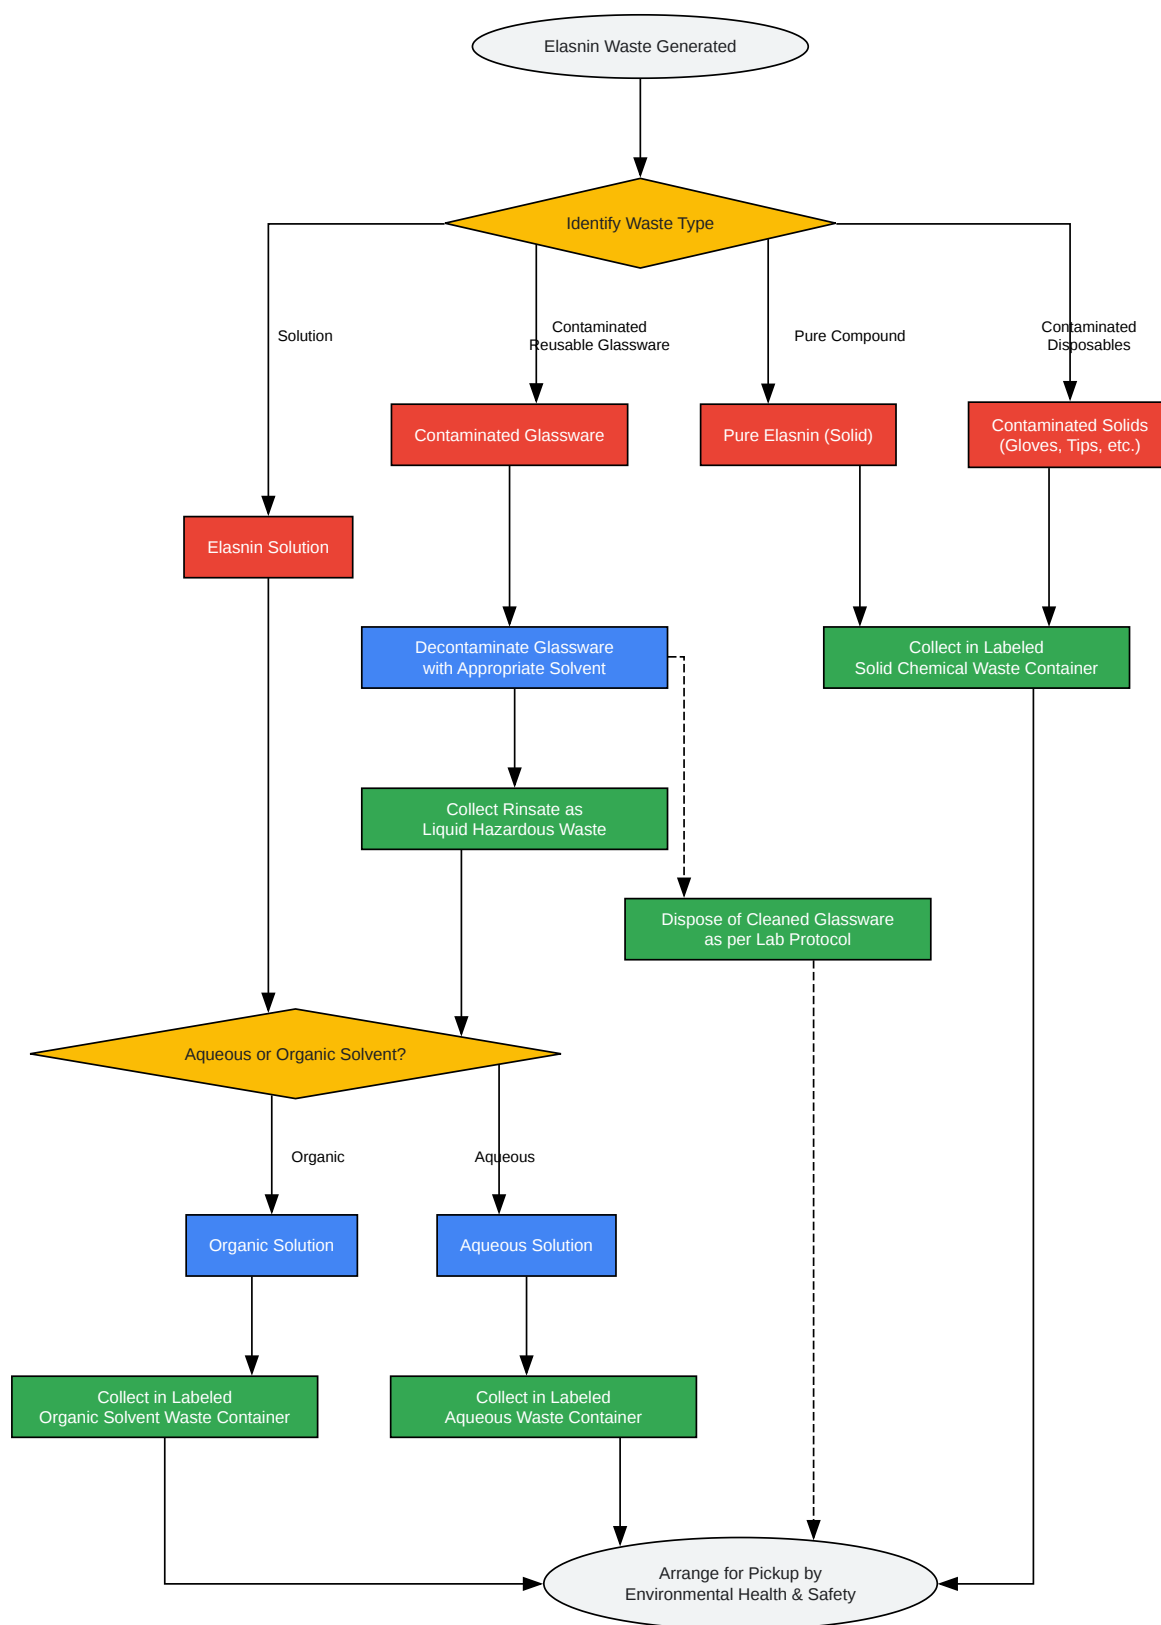 Elasnin Waste Generated
Identify Waste Type
Solution
Contaminated
Reusable Glassware
Pure Compound
Contaminated
Disposables
Contaminated Glassware
Pure Elasnin (Solid)
Contaminated Solids
(Gloves, Tips, etc.)
Elasnin Solution
Decontaminate Glassware
with Appropriate Solvent
Collect in Labeled
Solid Chemical Waste Container
Collect Rinsate as
Liquid Hazardous Waste
Dispose of Cleaned Glassware
as per Lab Protocol
Aqueous or Organic Solvent?
Organic
Aqueous
Organic Solution
Aqueous Solution
Collect in Labeled
Organic Solvent Waste Container
Collect in Labeled
Aqueous Waste Container
Arrange for Pickup by
Environmental Health & Safety